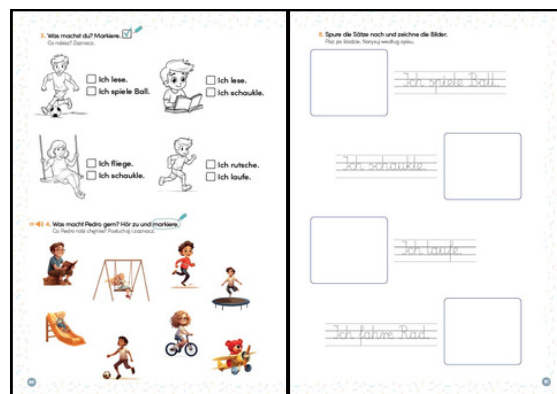 3. Was machst du? Markiere.
Co robisz? Zaznacz.
Ich lese.
Ich spiele Ball.
Ich lese.
Ich schaukle.
Ich fliege.
Ich schaukle.
Ich rutsche.
Ich laufe.
4. Was macht Pedro gern? Hör zu und markiere.
Co Pedro robi chętnie? Posłuchaj i zaznacz.
5. Spure die Sätze nach und zeichne die Bilder.
Pisz po śladzie. Narysuj według opisu.
Ich spiele Ball.
Ich schaukle.
Ich laufe.
Ich fahre Rad.